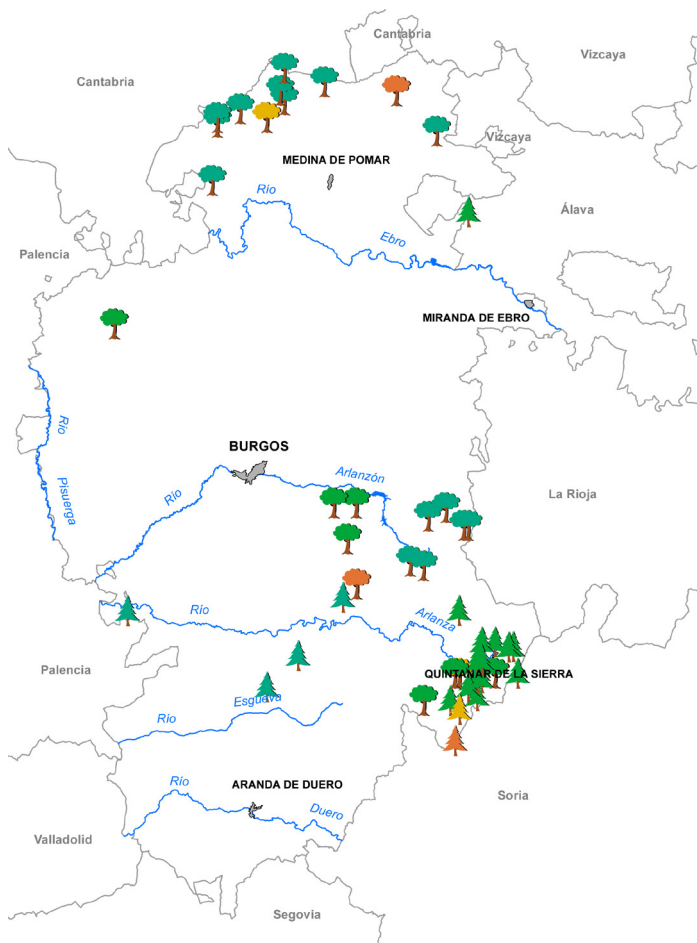 Cantabria
Vizcaya
Cantabria
Vizcaya
MEDINA DE POMAR
Río
Álava
Ebro
Palencia
MIRANDA DE EBRO
Río
BURGOS
Arlanzón
Río
Pisuerga
La Rioja
Río
Arlanza
Palencia
QUINTANAR DE LA SIERRA
Esgueva
Río
Río
ARANDA DE DUERO
Soria
Duero
Valladolid
Segovia